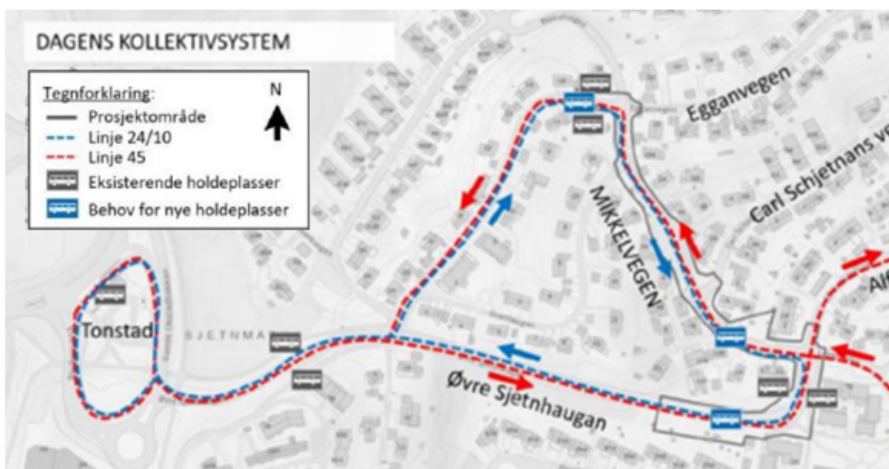 DAGENS KOLLEKTIVSYSTEM
Tegnforklaring:
N
Prosjektområde
Linje 24/10
Linje 45
Eksisterende holdeplasser
Behov for nye holdeplasser
Egganvegen
Carl Schjetnans v
MIKKELVEGEN
Tonstad
SJETNMA
Øvre Sjetnhaugan